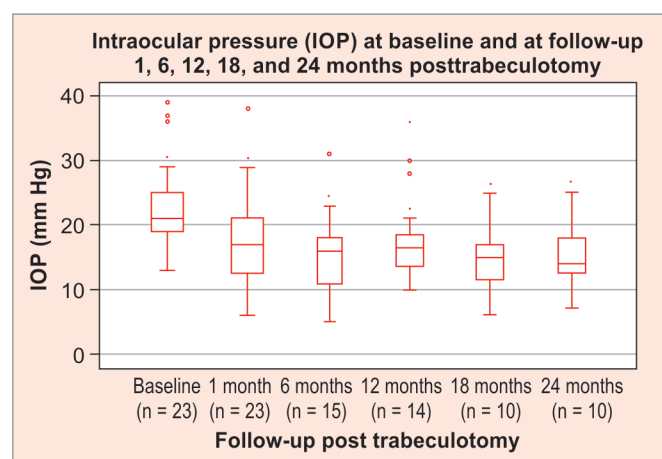 Intraocular pressure (IOP) at baseline and at follow-up
1, 6, 12, 18, and 24 months posttrabeculotomy
40
30
20
10
0
IOP (mm Hg)
Baseline 1 month 6 months 12 months 18 months 24 months
(n = 23) (n = 23) (n = 15) (n = 14) (n = 10) (n = 10)
Follow-up post trabeculotomy